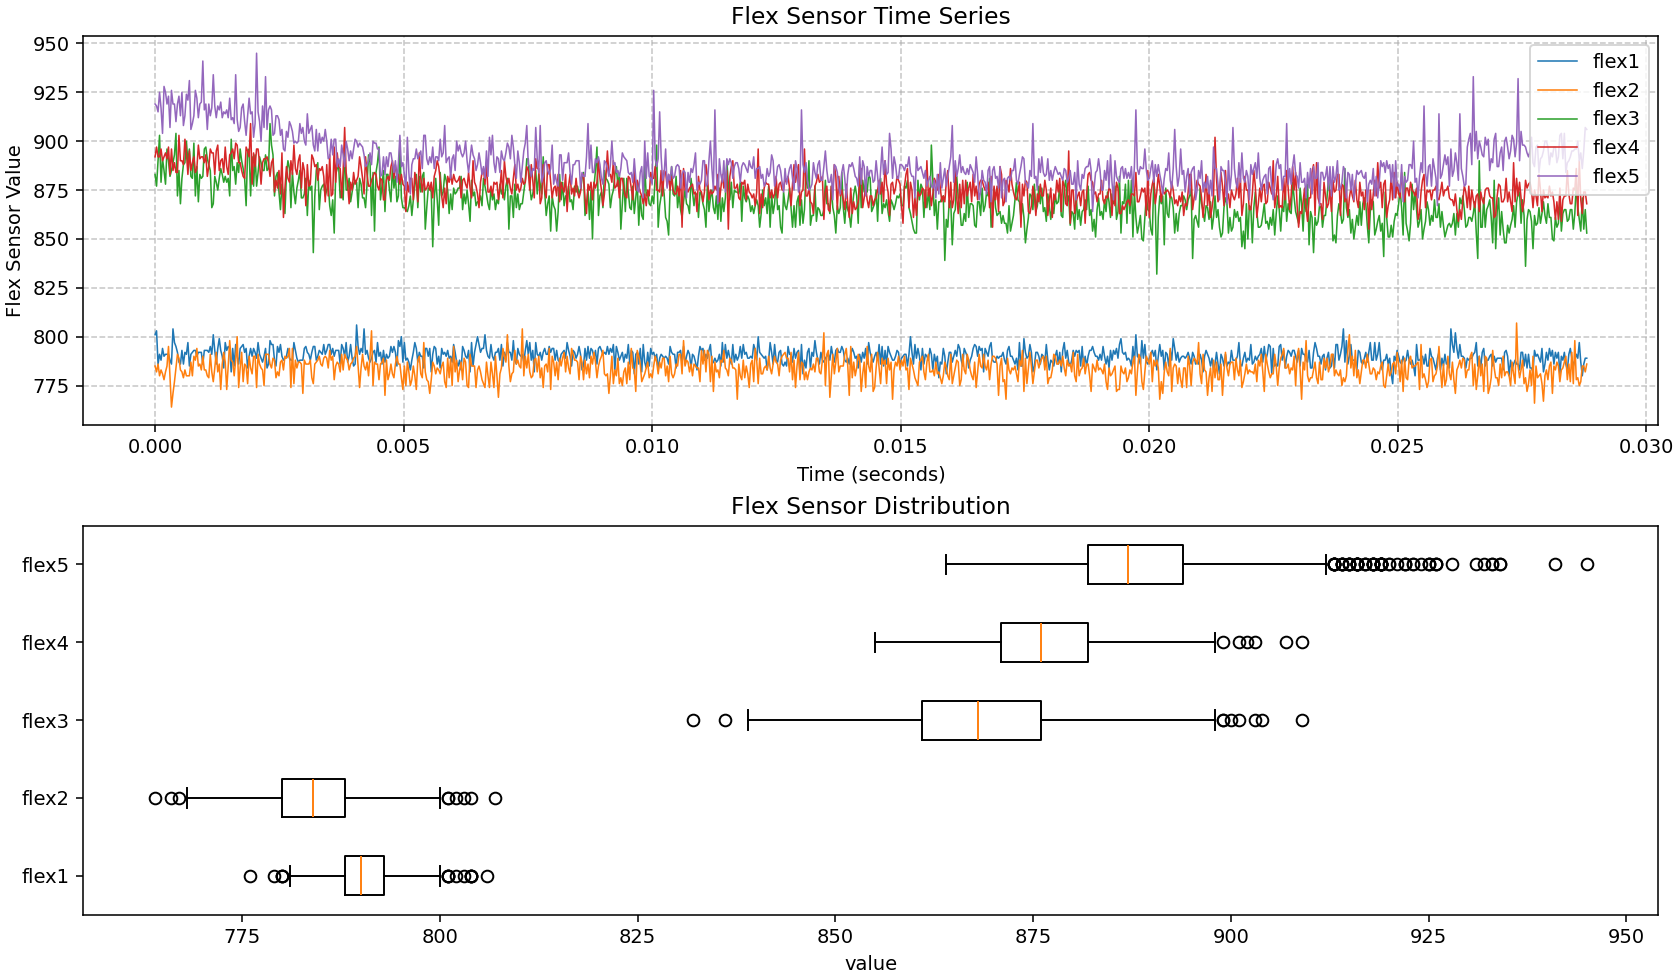 Flex Sensor Time Series
Flex Sensor Value
950
925
900
875
850
825
800
775
flex1
flex2
flex3
flex4
flex5
0.000 0.005 0.010 0.015 0.020 0.025 0.030
Time (seconds)
Flex Sensor Distribution
flex5
flex4
flex3
flex2
flex1
775 800 825 850 875 900 925 950
value